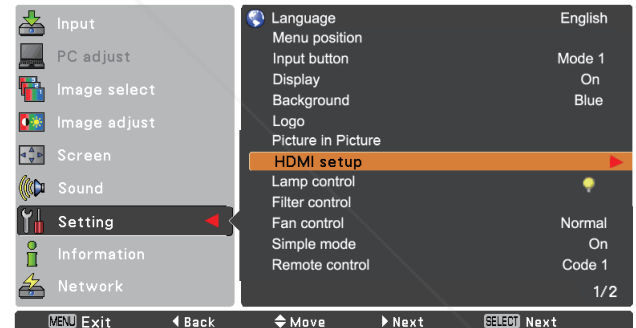 Input
PC adjust
Image select
Image adjust
Screen
Sound
Setting
Information
Network
Language English
Menu position
Input button Mode 1
Display On
Background Blue
Logo
Picture in Picture
HDMI setup
Lamp control
Filter control
Fan control Normal
Simple mode On
Remote control Code 1
1/2
MENU Exit Back Move Next SELECT Next